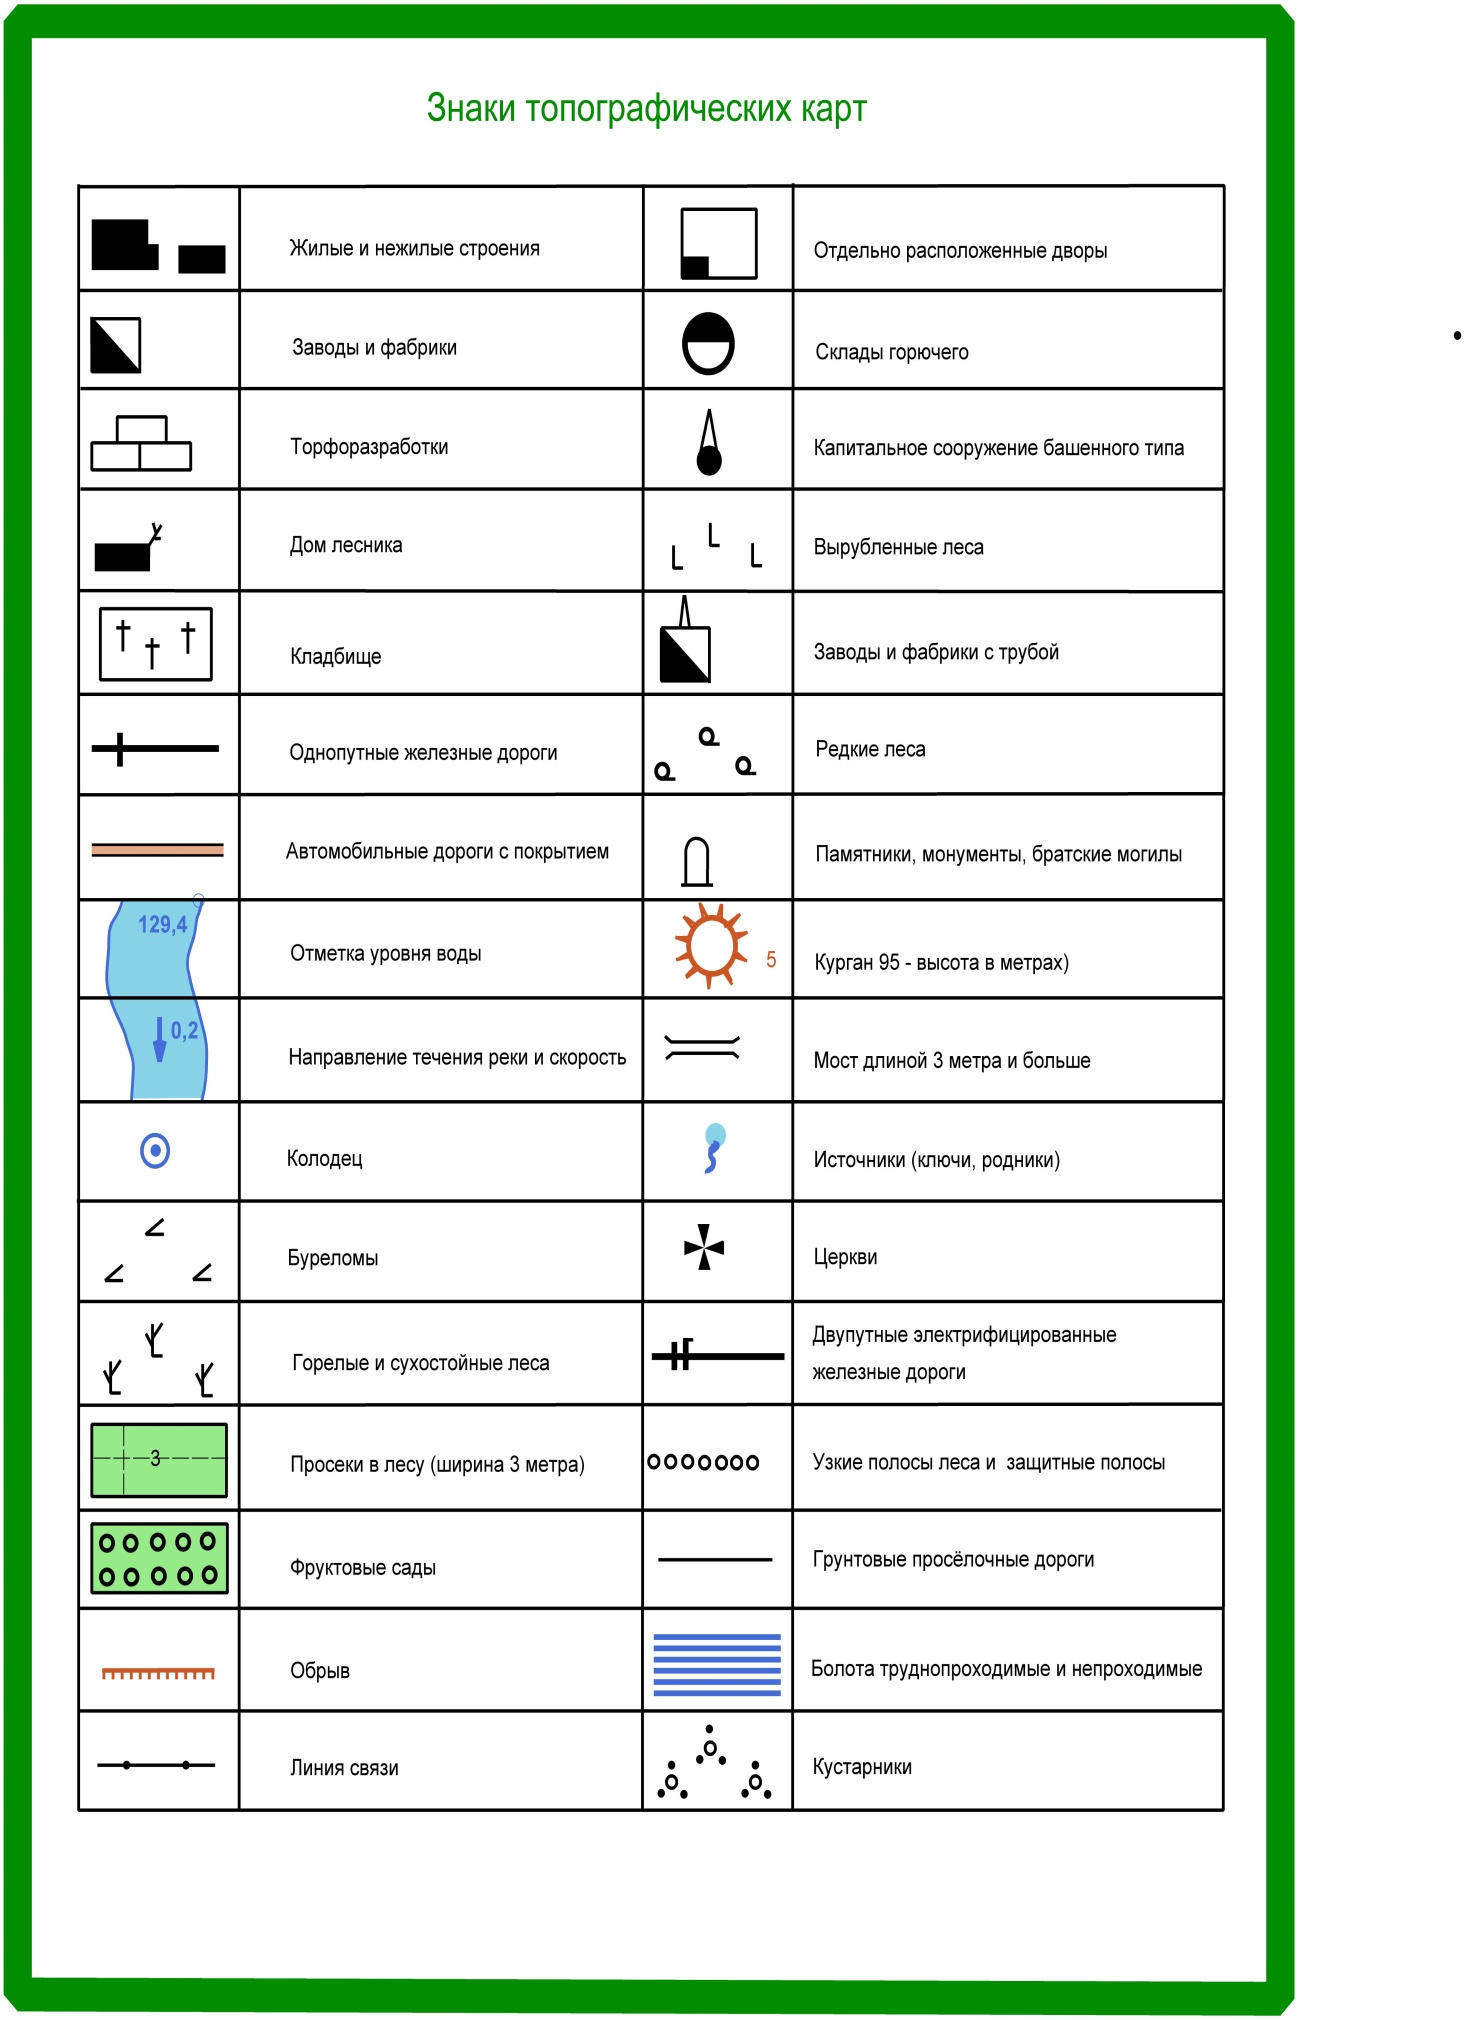 Знаки топографических карт
Жилые и нежилые строения
Отдельно расположенные дворы
Заводы и фабрики
Склады горючего
Торфоразработки
Капитальное сооружение башенного типа
Дом лесника
Вырубленные леса
Кладбище
Заводы и фабрики с трубой
Однопутные железные дороги
Редкие леса
Автомобильные дороги с покрытием
Памятники, монументы, братские могилы
129,4
Отметка уровня воды
5
Курган 95 - высота в метрах)
0,2
Направление течения реки и скорость
Мост длиной 3 метра и больше
Колодец
Источники (ключи, родники)
Буреломы
Церкви
Горелые и сухостойные леса
Двупутные электрифицированные
железные дороги
3
Просеки в лесу (ширина 3 метра)
Узкие полосы леса и  защитные полосы
Фруктовые сады
Грунтовые просёлочные дороги
Обрыв
Болота труднопроходимые и непроходимые
Линия связи
Кустарники